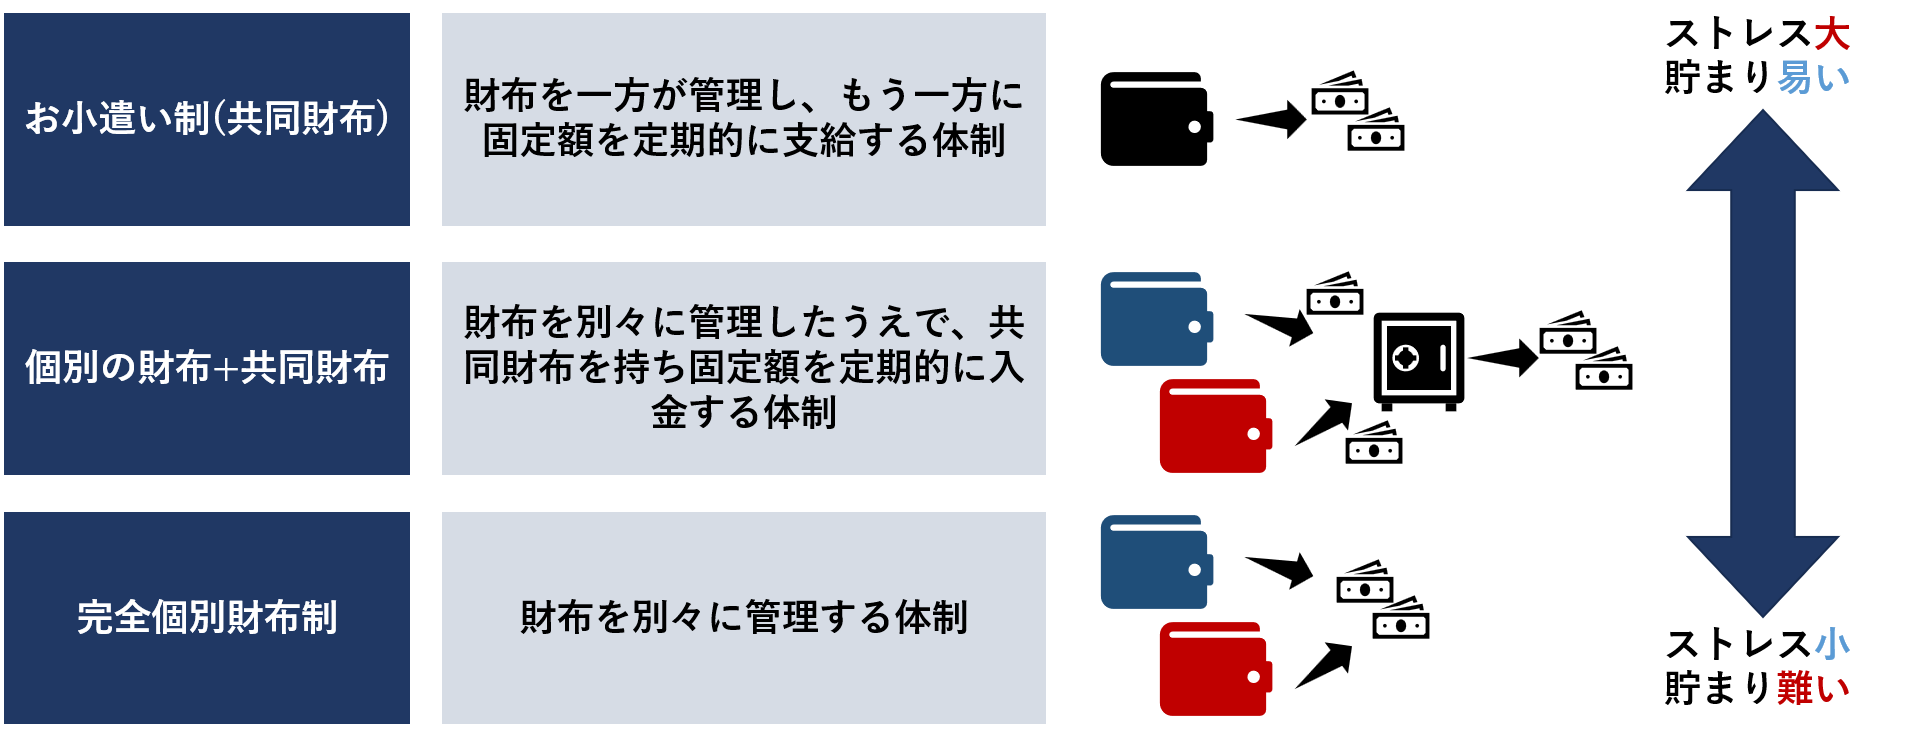 お小遣い制(共同財布)
財布を一方が管理し、もう一方に
固定額を定期的に支給する体制
ストレス大
貯まり易い
個別の財布+共同財布
財布を別々に管理したうえで、共
同財布を持ち固定額を定期的に入
金する体制
完全個別財布制
財布を別々に管理する体制
ストレス小
貯まり難い